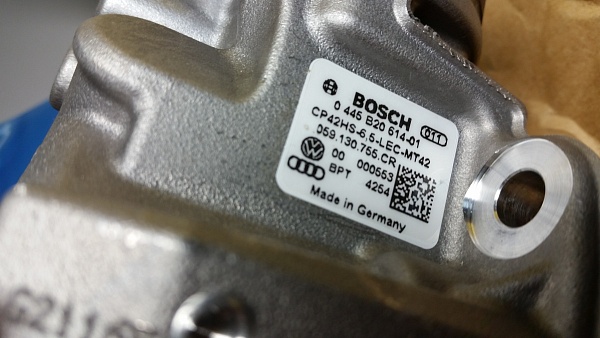 BOSCH
0 445 B20 614-01 011
CP42HS-6,5-LEC-MT42
059.130.755.CR
00 000553
BPT 4254
Made in Germany